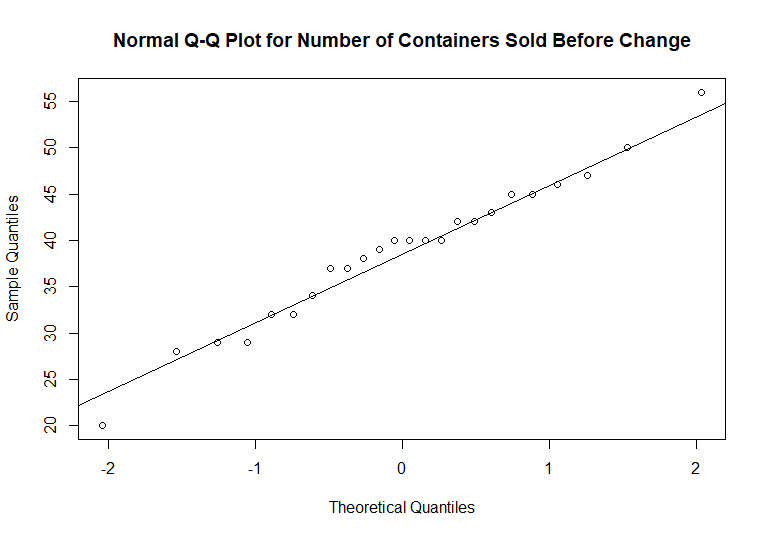 Normal Q-Q Plot for Number of Containers Sold Before Change
55
50
45
40
35
30
25
20
Sample Quantiles
-2 -1 0 1 2
Theoretical Quantiles